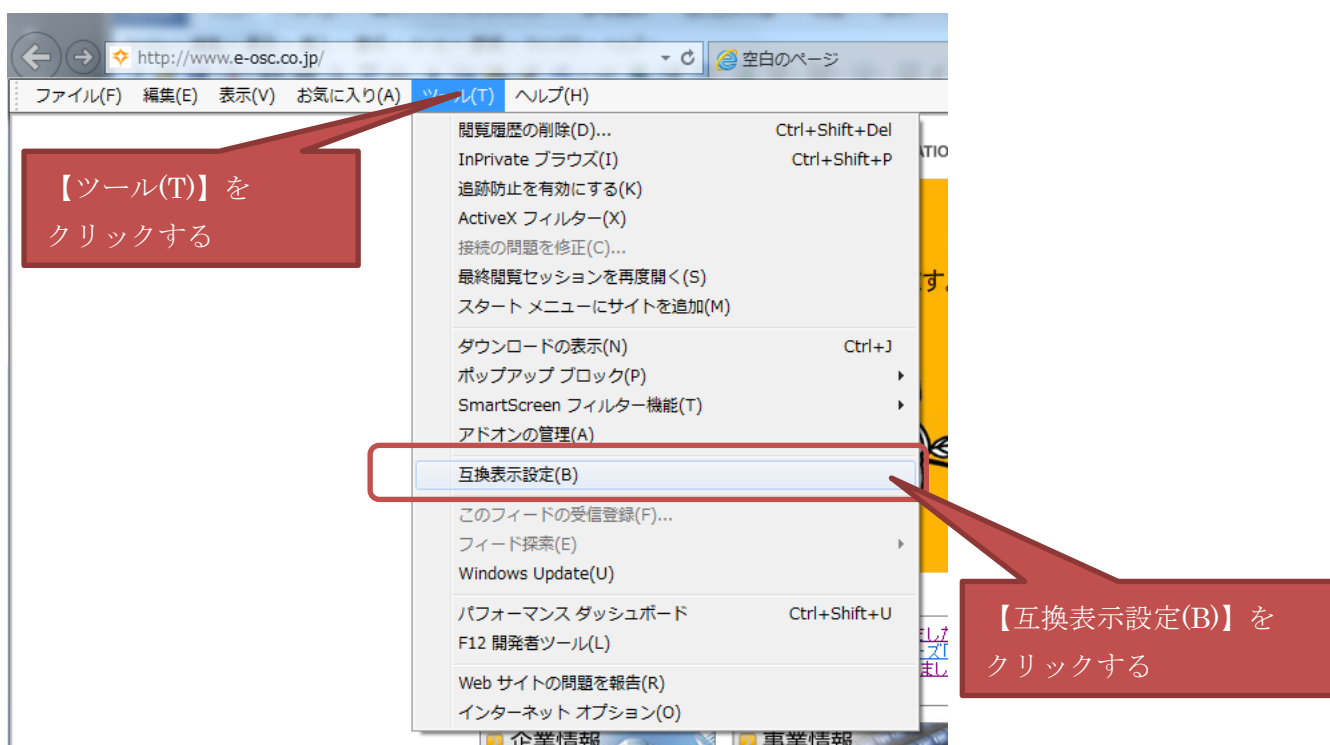 http://www.e-osc.co.jp/
空白のページ
ファイル(F) 編集(E) 表示(V) お気に入り(A) ツール(T) ヘルプ(H)
閲覧履歴の削除(D)... Ctrl+Shift+Del
InPrivate ブラウズ(I) Ctrl+Shift+P
追跡防止を有効にする(K)
ActiveX フィルター(X)
接続の問題を修正(C)...
最終閲覧セッションを再度開く(S)
スタート メニューにサイトを追加(M)
ダウンロードの表示(N) Ctrl+J
ポップアップ ブロック(P)
SmartScreen フィルター機能(T)
アドオンの管理(A)
互換表示設定(B)
このフィードの受信登録(F)...
フィード探索(E)
Windows Update(U)
パフォーマンス ダッシュボード Ctrl+Shift+U
F12 開発者ツール(L)
Web サイトの問題を報告(R)
インターネット オプション(O)
【ツール(T)】を
クリックする
す。
【互換表示設定(B)】を
クリックする
企業情報
事業情報